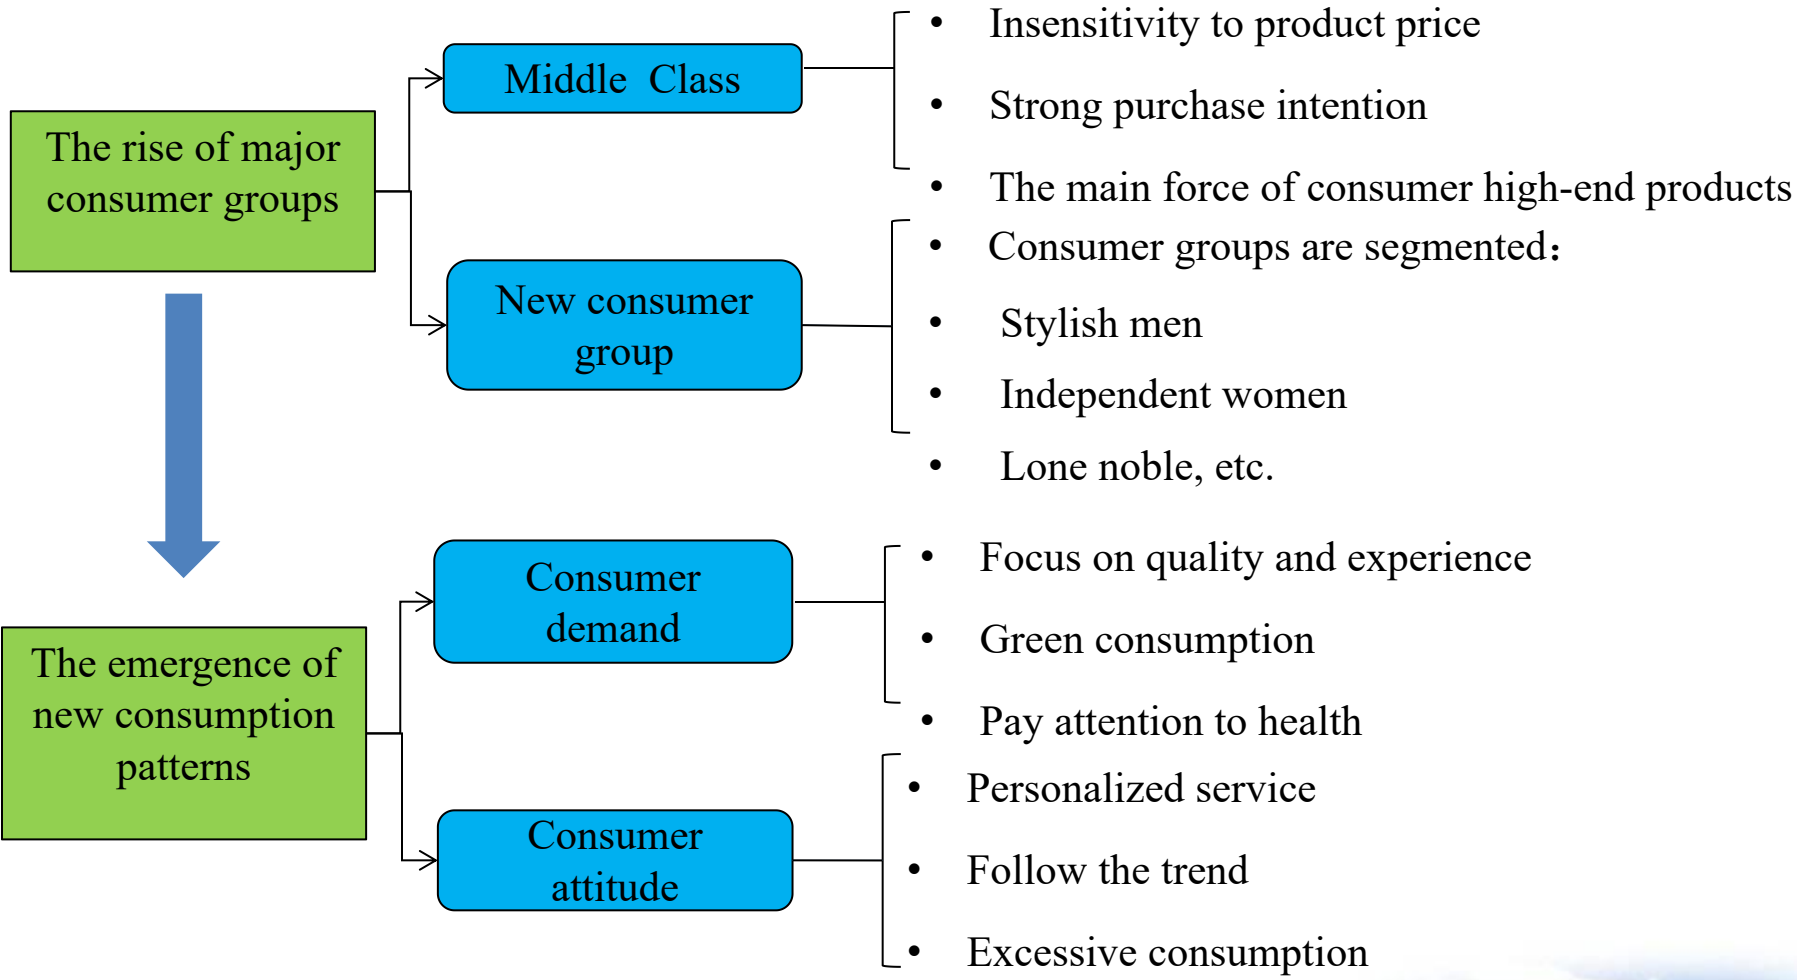 The rise of major
consumer groups
Middle Class
• Insensitivity to product price
• Strong purchase intention
• The main force of consumer high-end products
New consumer
group
• Consumer groups are segmented：
• Stylish men
• Independent women
• Lone noble, etc.
The emergence of
new consumption
patterns
Consumer
demand
• Focus on quality and experience
• Green consumption
• Pay attention to health
Consumer
attitude
• Personalized service
• Follow the trend
• Excessive consumption